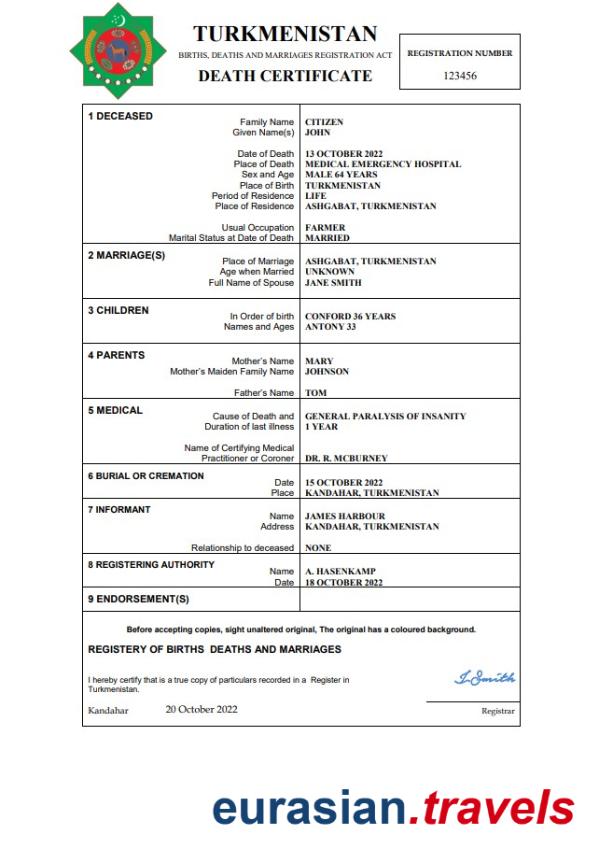 TURKMENISTAN
BIRTHS, DEATHS AND MARRIAGES REGISTRATION ACT
DEATH CERTIFICATE
REGISTRATION NUMBER
123456
1 DECEASED
Family Name CITIZEN
Given Name(s) JOHN
Date of Death 13 OCTOBER 2022
Place of Death MEDICAL EMERGENCY HOSPITAL
Sex and Age MALE 64 YEARS
Place of Birth TURKMENISTAN
Period of Residence LIFE
Place of Residence ASHGABAT, TURKMENISTAN
Usual Occupation FARMER
Marital Status at Date of Death MARRIED
2 MARRIAGE(S)
Place of Marriage ASHGABAT, TURKMENISTAN
Age when Married UNKNOWN
Full Name of Spouse JANE SMITH
3 CHILDREN
In Order of birth CONFORD 36 YEARS
Names and Ages ANTONY 33
4 PARENTS
Mother's Name MARY
Mother's Maiden Family Name JOHNSON
Father's Name TOM
5 MEDICAL
Cause of Death and GENERAL PARALYSIS OF INSANITY
Duration of last illness 1 YEAR
Name of Certifying Medical
Practitioner or Coroner DR. R. MCBURNEY
6 BURIAL OR CREMATION
Date 15 OCTOBER 2022
Place KANDAHAR, TURKMENISTAN
7 INFORMANT
Name JAMES HARBOUR
Address KANDAHAR, TURKMENISTAN
Relationship to deceased NONE
8 REGISTERING AUTHORITY
Name A. HASENKAMP
Date 18 OCTOBER 2022
9 ENDORSEMENT(S)
Before accepting copies, sight unaltered original, The original has a coloured background.
REGISTERY OF BIRTHS DEATHS AND MARRIAGES
I hereby certify that is a true copy of particulars recorded in a Register in
Turkmenistan.
I.Smith
Kandahar 20 October 2022
Registrar
eurasian.travels